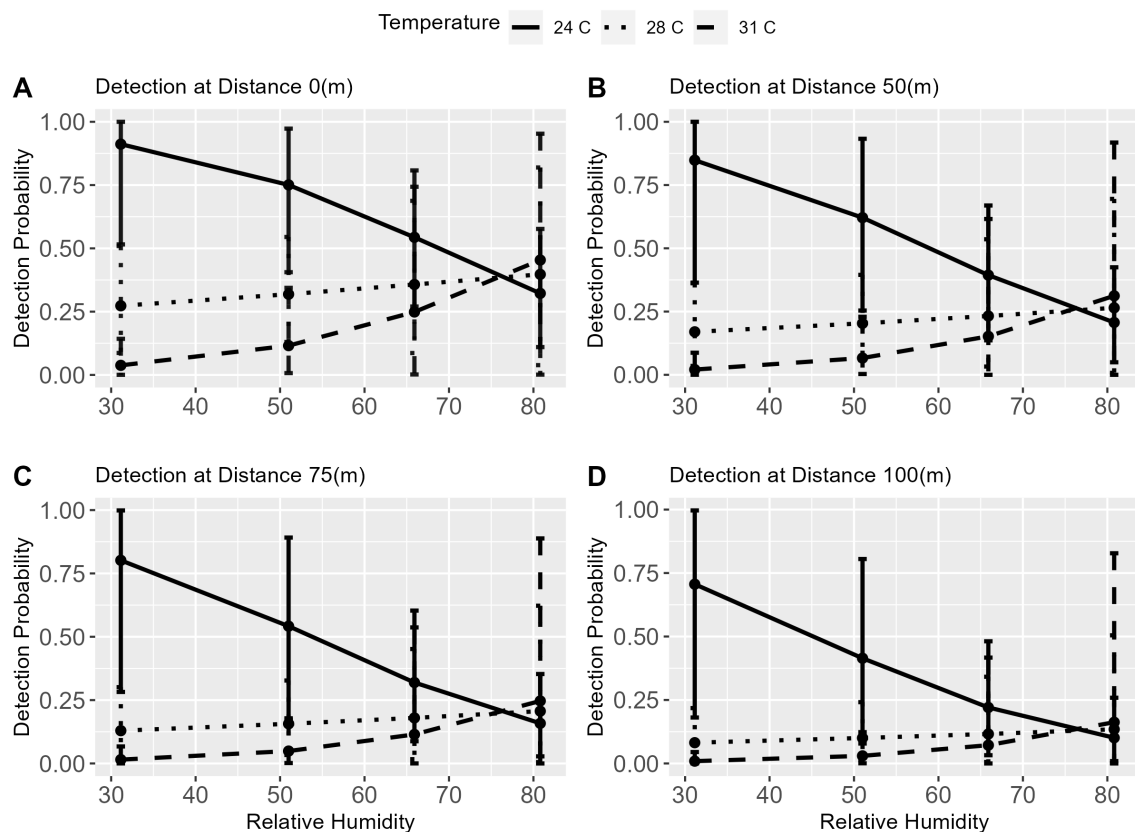 Temperature 24 C 28 C 31 C
A Detection at Distance 0(m)
1.00
0.75
0.50
0.25
0.00
Detection Probability
30 40 50 60 70 80
B Detection at Distance 50(m)
1.00
0.75
0.50
0.25
0.00
Detection Probability
30 40 50 60 70 80
C Detection at Distance 75(m)
1.00
0.75
0.50
0.25
0.00
Detection Probability
30 40 50 60 70 80
Relative Humidity
D Detection at Distance 100(m)
1.00
0.75
0.50
0.25
0.00
Detection Probability
30 40 50 60 70 80
Relative Humidity